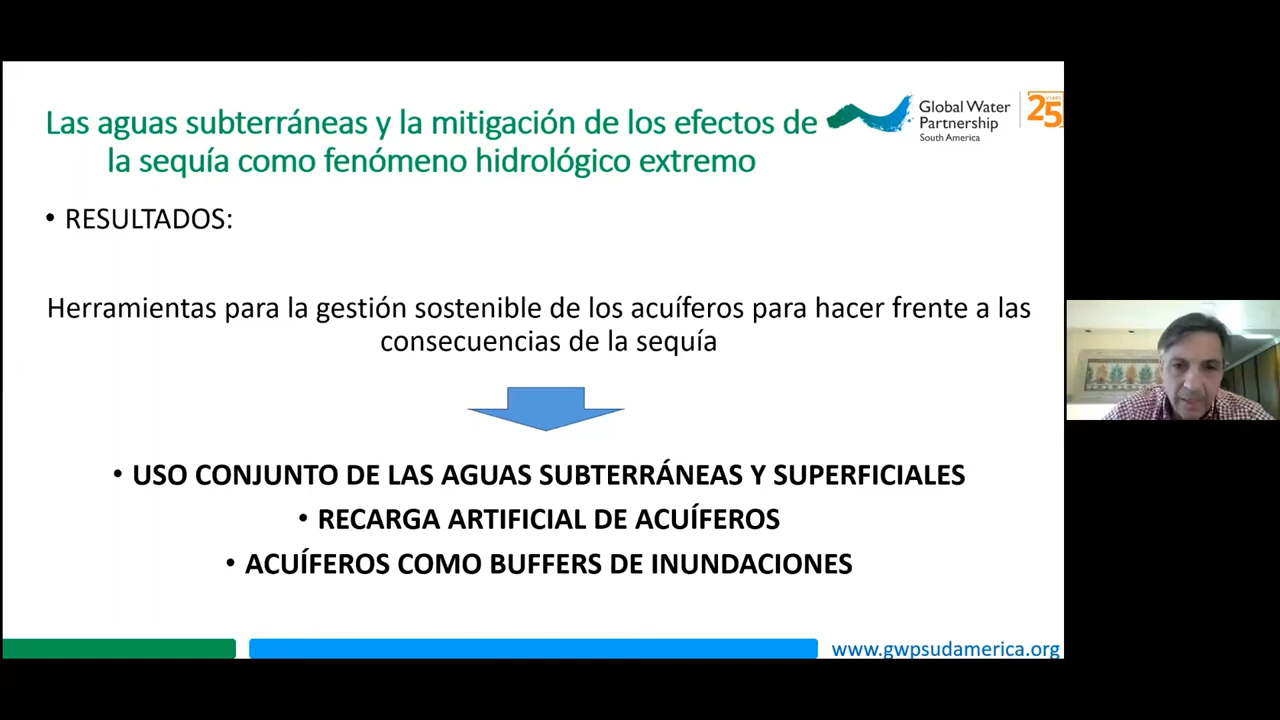 Las aguas subterráneas y la mitigación de los efectos de
la sequía como fenómeno hidrológico extremo
Global Water
Partnership
South America
YEARS
25
• RESULTADOS:
Herramientas para la gestión sostenible de los acuíferos para hacer frente a las
consecuencias de la sequía
• USO CONJUNTO DE LAS AGUAS SUBTERRÁNEAS Y SUPERFICIALES
• RECARGA ARTIFICIAL DE ACUÍFEROS
• ACUÍFEROS COMO BUFFERS DE INUNDACIONES
www.gwpsudamerica.org